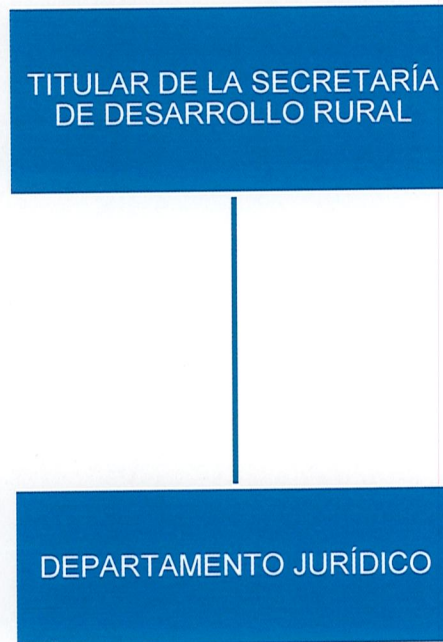 TITULAR DE LA SECRETARÍA
DE DESARROLLO RURAL
DEPARTAMENTO JURÍDICO